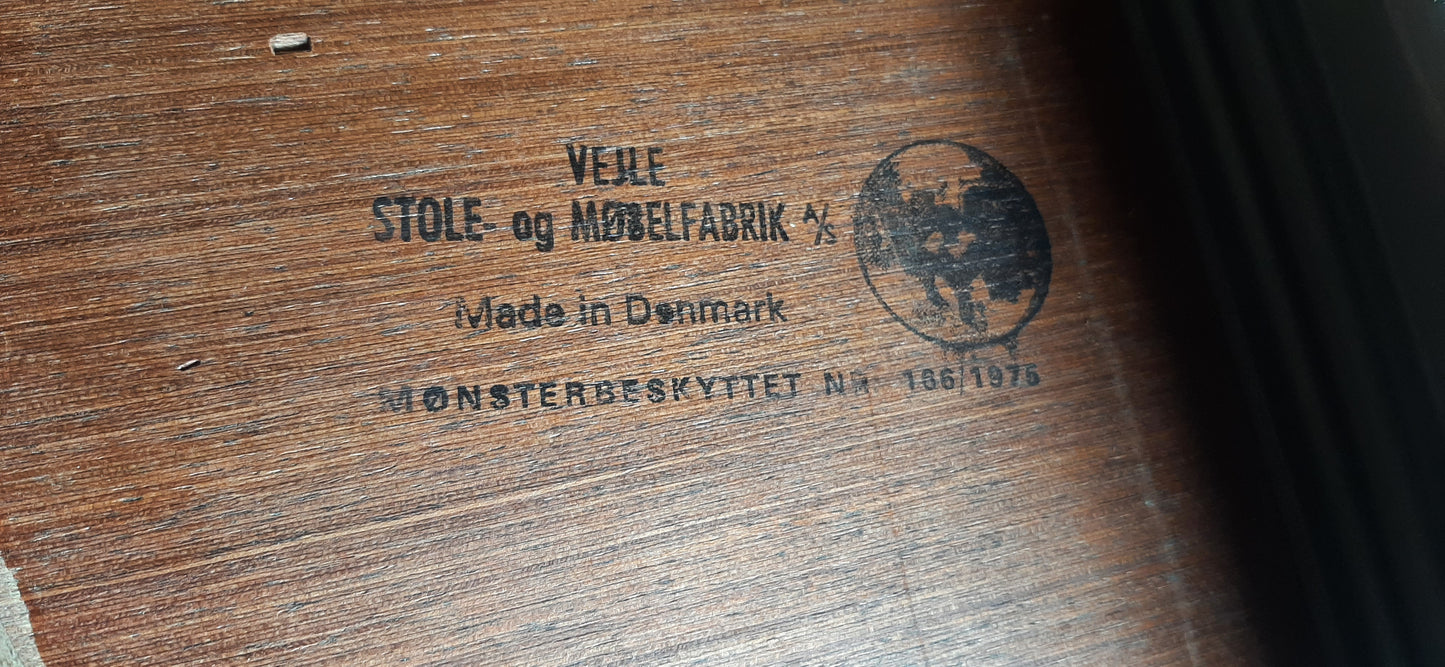 VEJLE
STOLE- og MØBELFABRIK A/S
Made in Denmark
MØNSTERBESKYTTET NR 166/1975